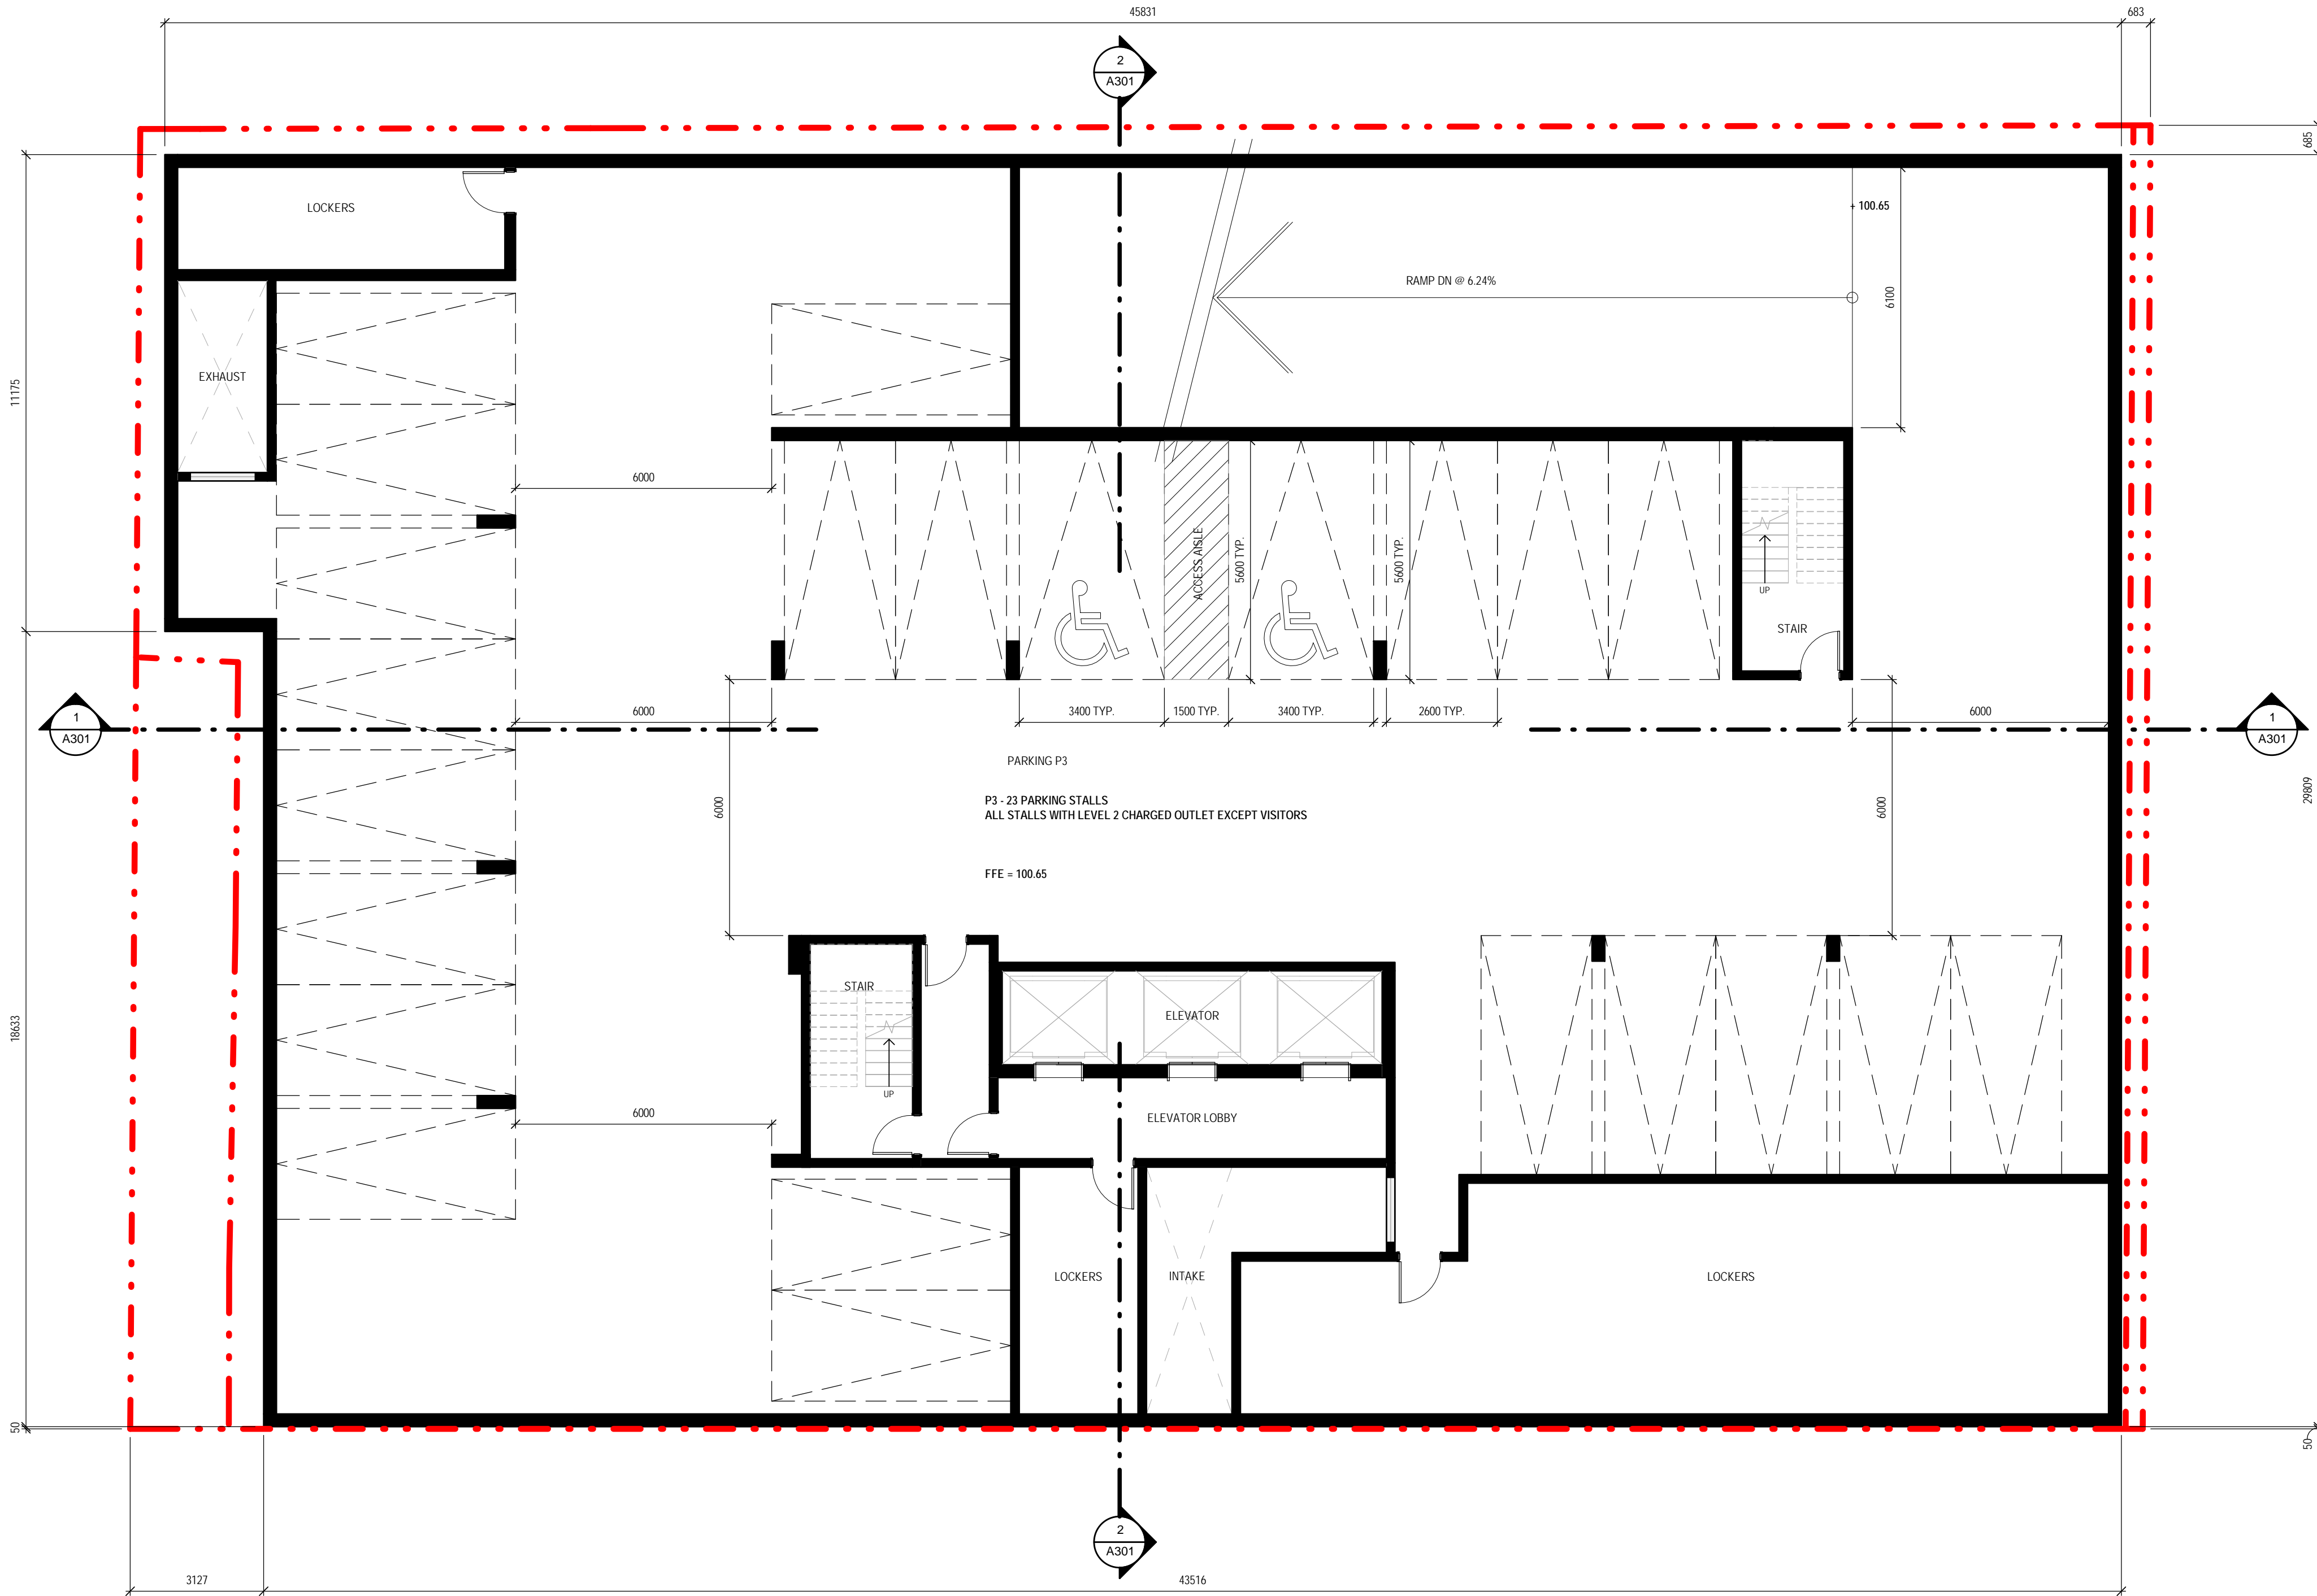 45831
683
2
A301
685
LOCKERS
+ 100.65
RAMP DN @ 6.24%
6100
11175
EXHAUST
6000
ACCESS AISLE
5600 TYP.
5600 TYP.
UP
STAIR
6000
3400 TYP.
1500 TYP.
3400 TYP.
2600 TYP.
6000
1
A301
1
A301
PARKING P3
P3 - 23 PARKING STALLS
ALL STALLS WITH LEVEL 2 CHARGED OUTLET EXCEPT VISITORS
6000
6000
29809
FFE = 100.65
STAIR
ELEVATOR
18633
UP
6000
ELEVATOR LOBBY
LOCKERS
INTAKE
LOCKERS
50
50
2
A301
3127
43516